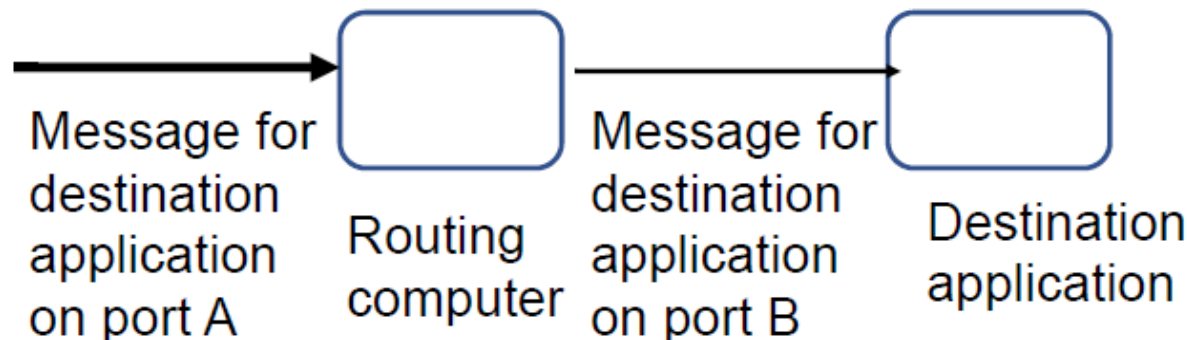 Message for
destination
application
on port A
Routing
computer
Message for
destination
application
on port B
Destination
application